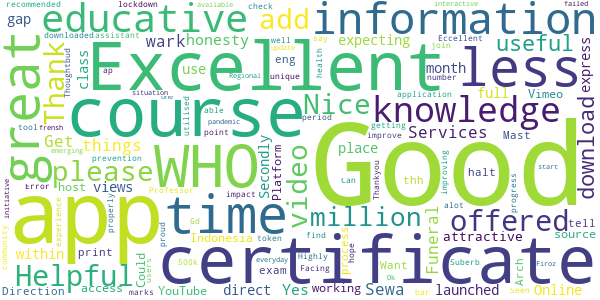 recommended lockdown
gap educative
add information
available check interactive failed
downloaded assistant
Thank
Thoughtbud
class
wark honesty
expecting useful
say join Eccellent
express
great Excellent less
use eng
well update Regional unique
health
month number
full Vimeo
download
ap situation one
course
Nice knowledge
application
tool frensh
utilised able pandemic point
period
getting improve
Services Mast
Get things
emerging prevention
please WHO
Secondly Platform
video
place
Can Thankyou
thh
halt improving progress
start
Good
Error host views
Professor
impact
million
offered
tell
initiative
app time
attractive source
community experience
print properly
Could users
Gd proud
Indonesia
find
process
Funeral
alot
within
certificate
token everyday
500k
Highly Facing
hope
Want Ok
Suberb
Arch
Firoz
Helpful
access
exam
Direction marks YouTube direct Yes working Sewa
bar
launched seen Online